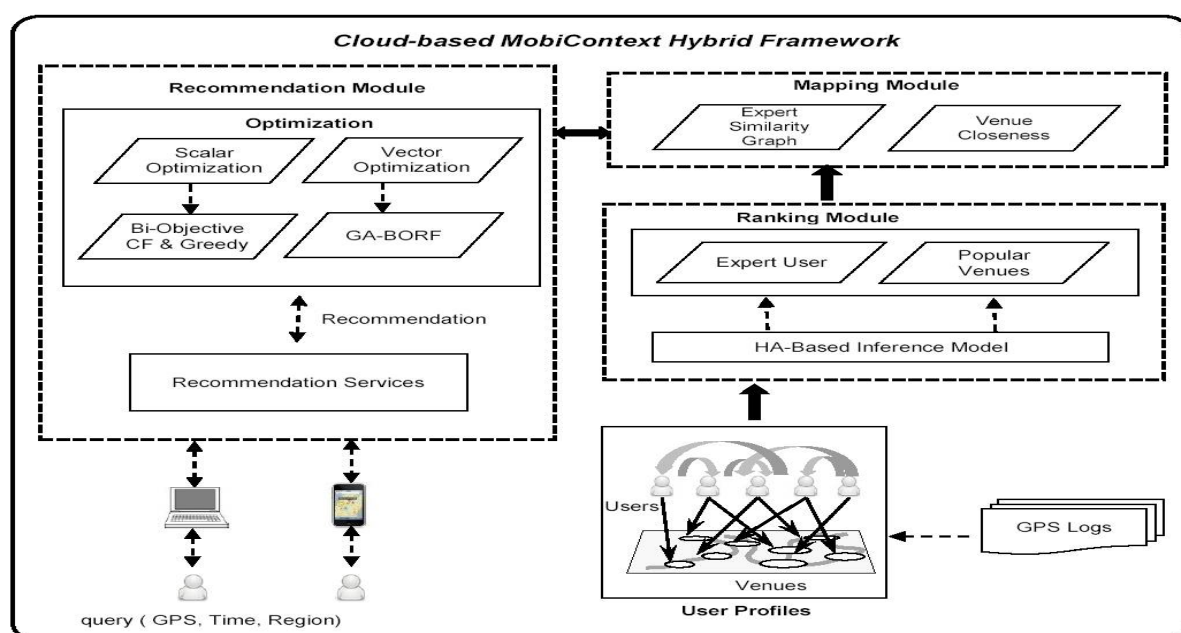 Cloud-based MobiContext Hybrid Framework
Recommendation Module
Optimization
Scalar
Optimization
Vector
Optimization
Bi-Objective
CF & Greedy
GA-BORF
Recommendation
Recommendation Services
query ( GPS, Time, Region)
Mapping Module
Expert
Similarity
Graph
Venue
Closeness
Ranking Module
Expert User
Popular
Venues
HA-Based Inference Model
Users
Venues
User Profiles
GPS Logs